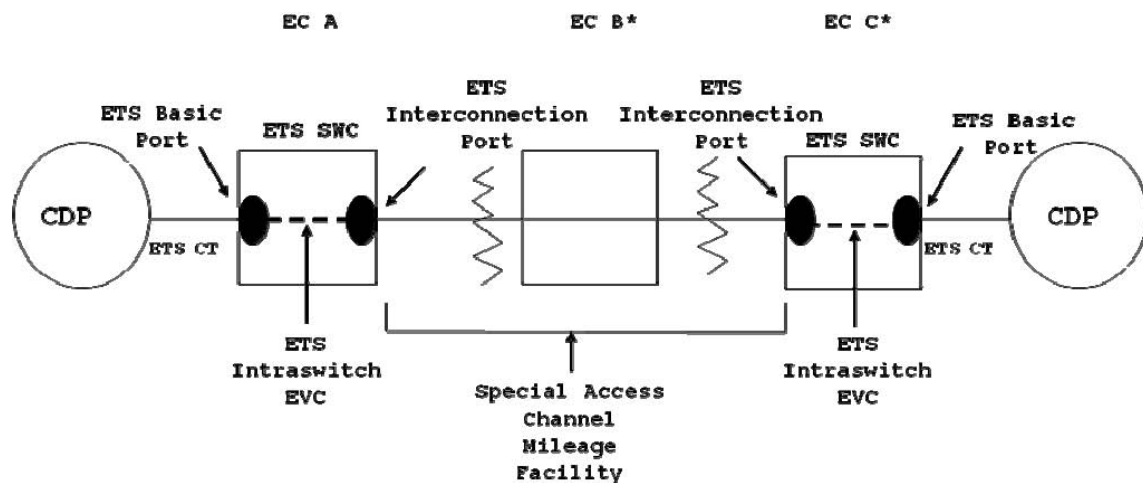 EC A
EC B*
EC C*
ETS Basic
Port
ETS SWC
ETS
Interconnection
Port
ETS
Interconnection
Port
ETS SWC
ETS Basic
Port
CDP
ETS CT
ETS CT
CDP
ETS
Intraswitch
EVC
Special Access
Channel
Mileage
Facility
ETS
Intraswitch
EVC